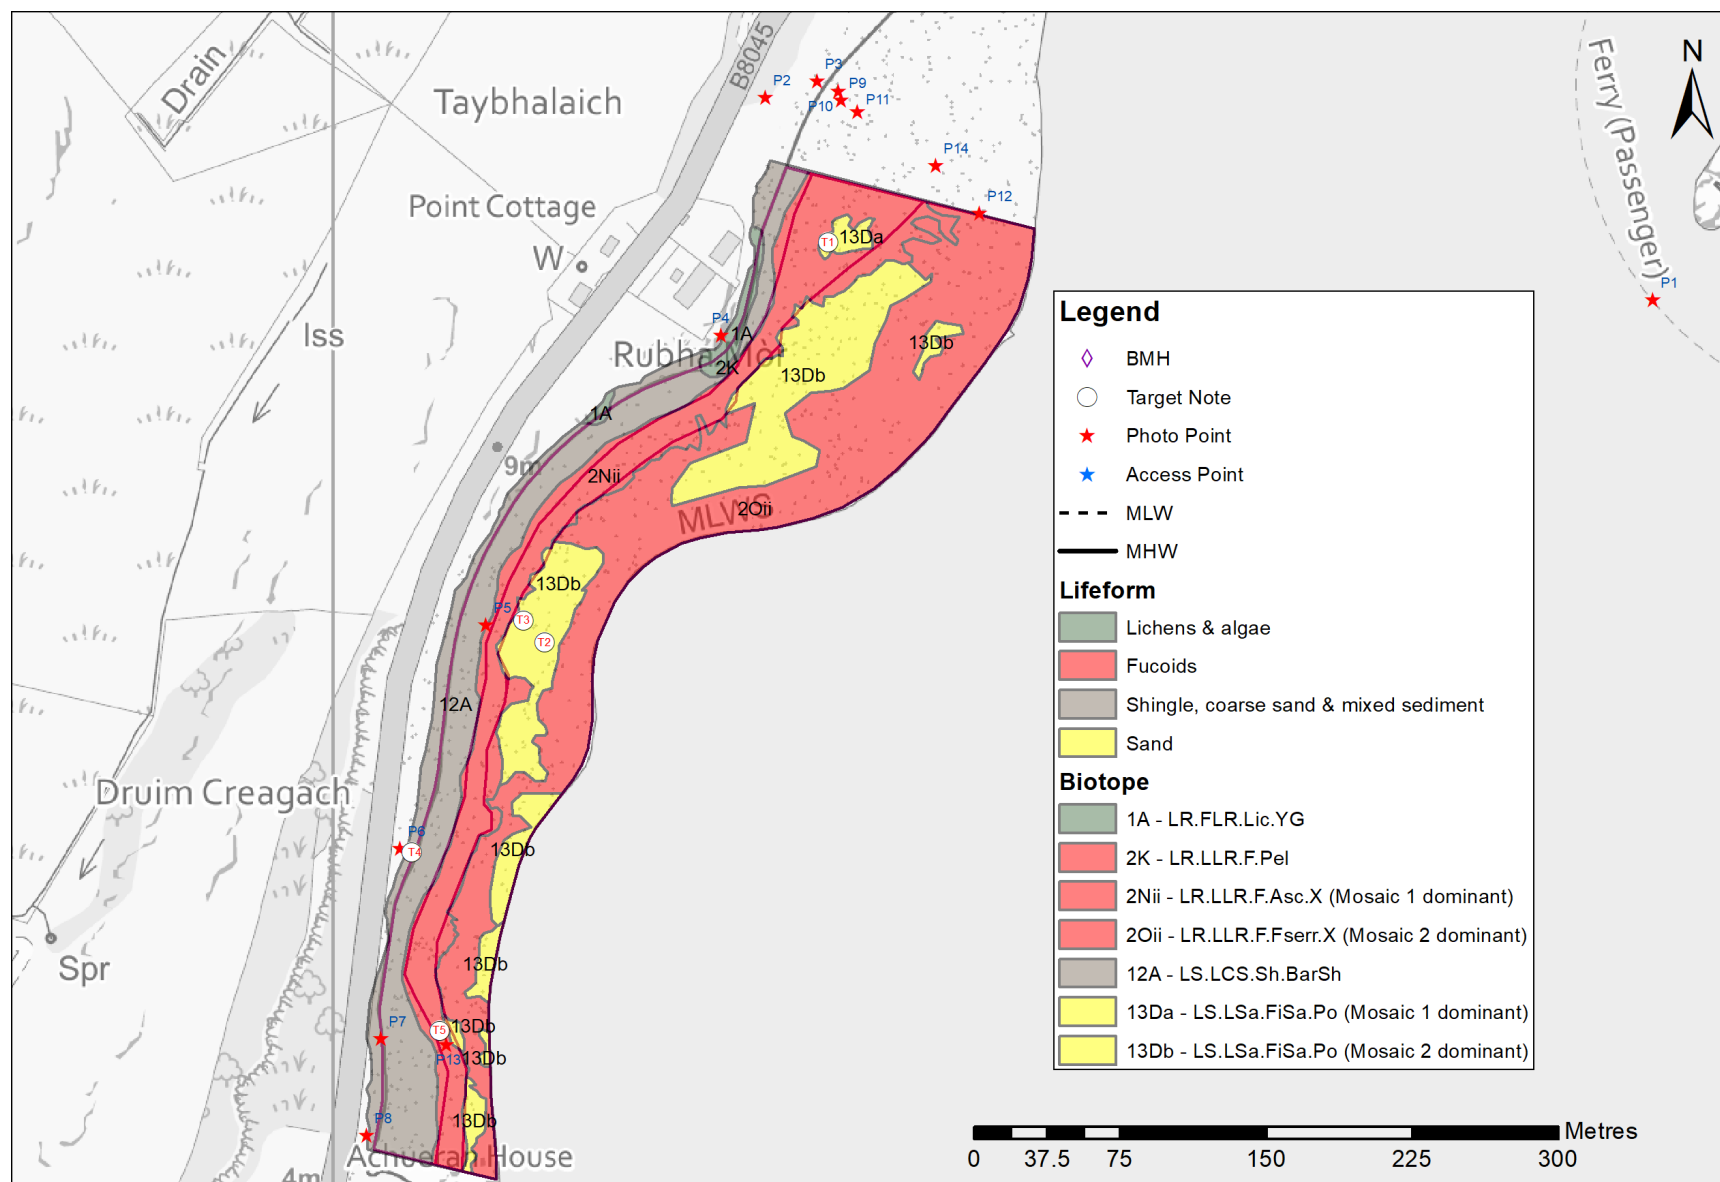 Drain
Taybhalaich
B8045
P2
P3
P9
P10
P11
P14
P12
N
Ferry (Passenger)
P1
Point Cottage
W
T1
13Da
Iss
P4
1A
Rubha Mòr
2K
13Db
13Db
1A
9m
2Nii
MLWS
2Oii
13Db
P5
T3
T2
12A
Druim Creagach
P6
T4
13Db
Spr
13Db
P7
T5
13Db
P13
13Db
P8
13Db
Achueran House
4m
Legend
BMH
Target Note
Photo Point
Access Point
MLW
MHW
Lifeform
Lichens & algae
Fucoids
Shingle, coarse sand & mixed sediment
Sand
Biotope
1A - LR.FLR.Lic.YG
2K - LR.LLR.F.Pel
2Nii - LR.LLR.F.Asc.X (Mosaic 1 dominant)
2Oii - LR.LLR.F.Fserr.X (Mosaic 2 dominant)
12A - LS.LCS.Sh.BarSh
13Da - LS.LSa.FiSa.Po (Mosaic 1 dominant)
13Db - LS.LSa.FiSa.Po (Mosaic 2 dominant)
Metres
0 37.5 75 150 225 300